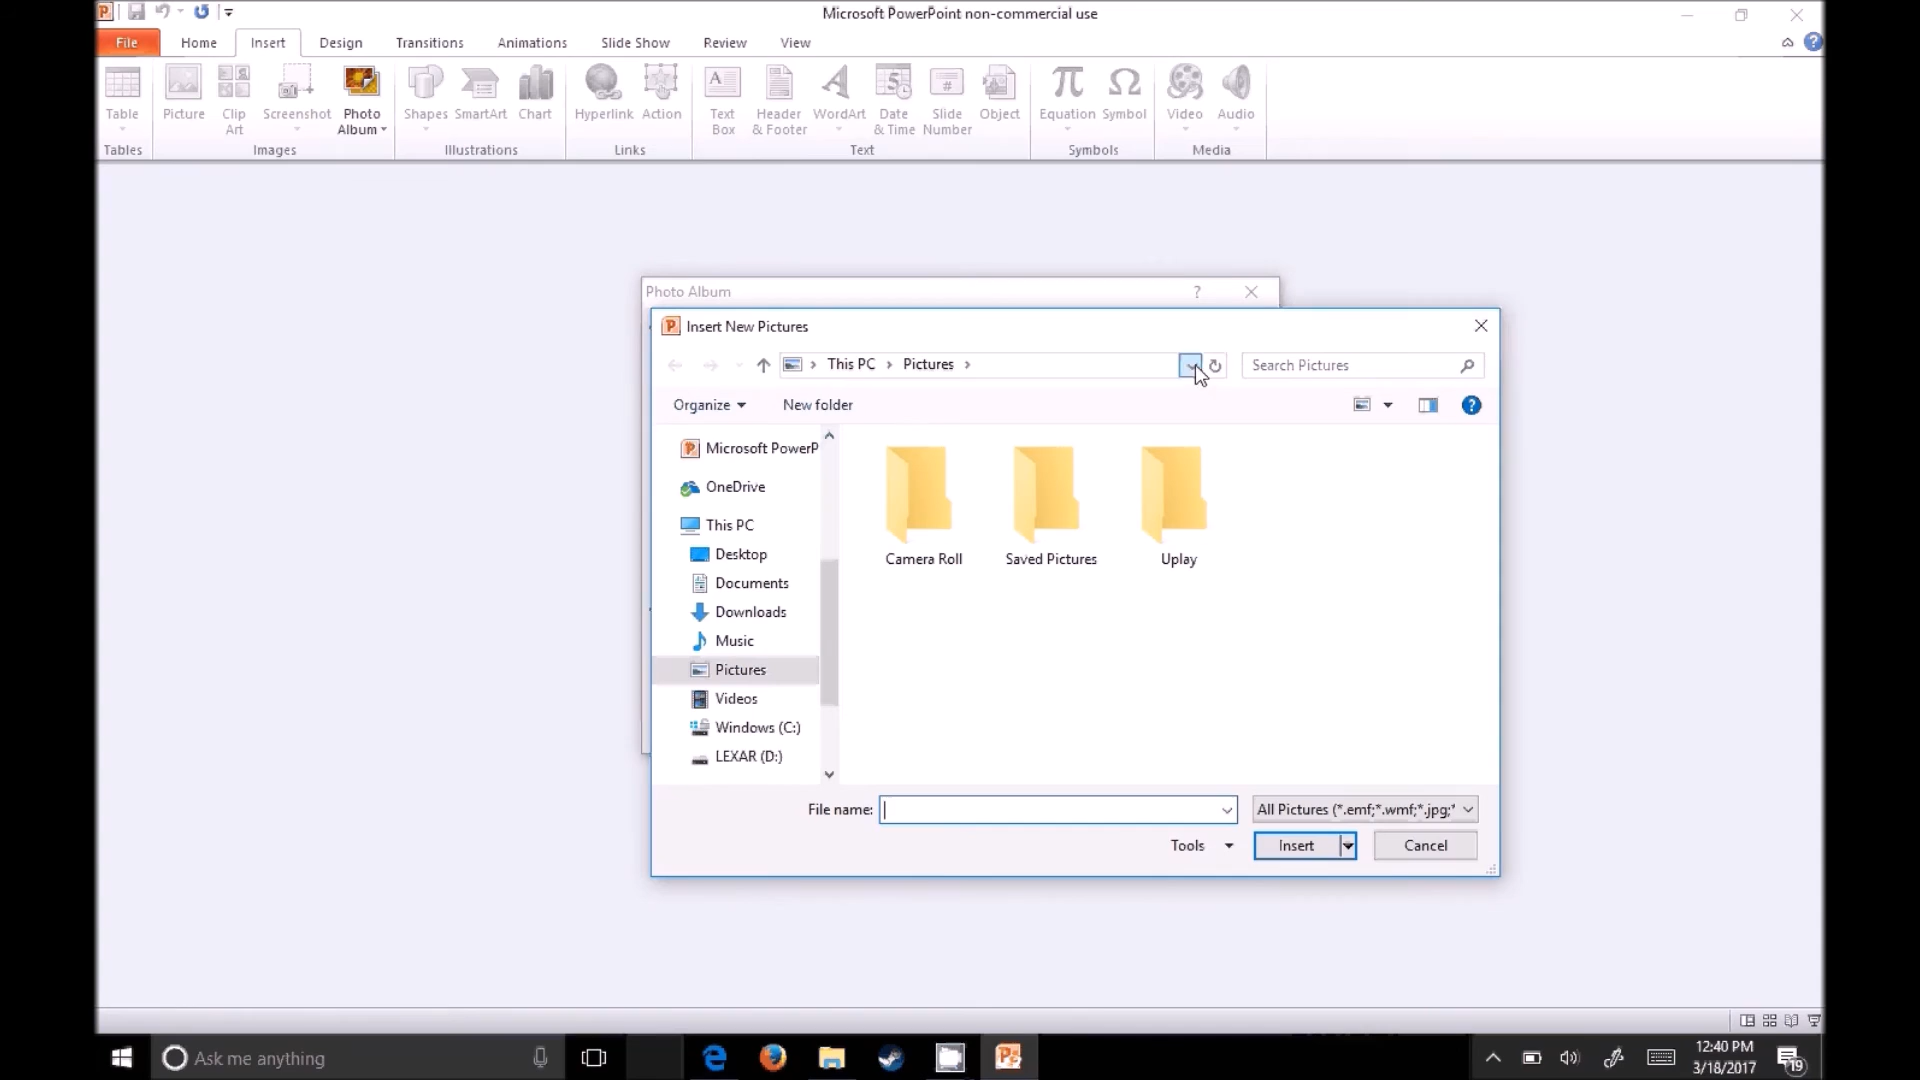 Microsoft PowerPoint non-commercial use
File Home Insert Design Transitions Animations Slide Show Review View
Table Picture Clip Art Screenshot Photo Album Shapes SmartArt Chart Hyperlink Action Text Box Header & Footer WordArt Date & Time Slide Number Object Equation Symbol Video Audio
Tables Images Illustrations Links Text Symbols Media
Photo Album ?
Insert New Pictures
This PC Pictures Search Pictures
Organize New folder
Microsoft PowerP
OneDrive
This PC
Desktop
Documents
Downloads
Music
Pictures
Videos
Windows (C:)
LEXAR (D:)
Camera Roll Saved Pictures Uplay
File name: All Pictures (*.emf;*.wmf;*.jpg;*
Tools Insert Cancel
Ask me anything
12:40 PM
3/18/2017
19